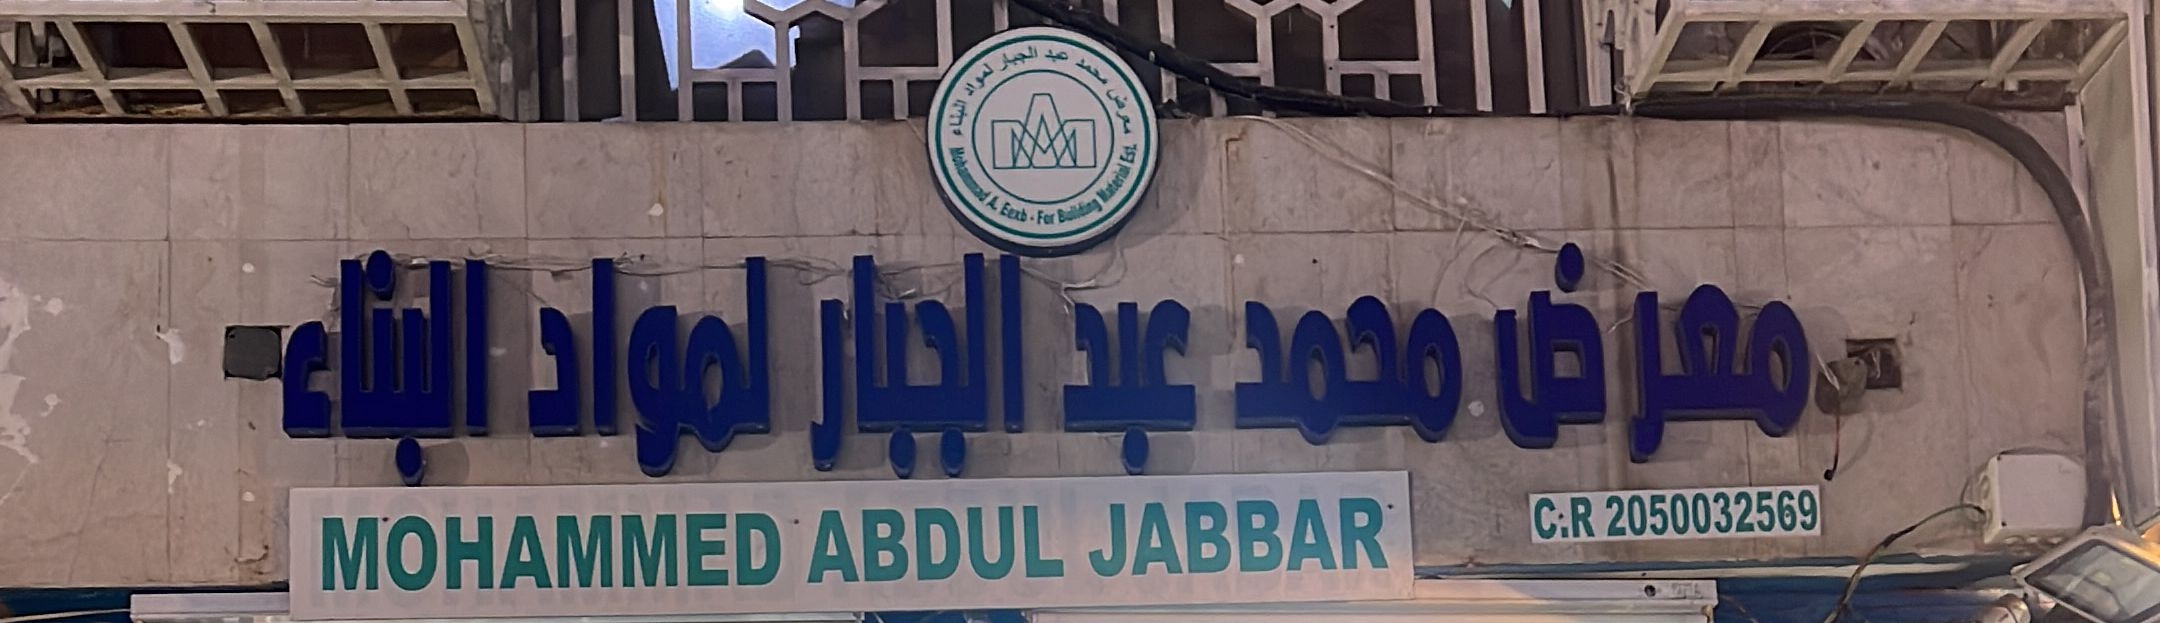 معرض محمد عبد الجبار لمواد البناء
Mohammad A. Eexb - For Building Material Est.
معرض محمد عبد الجبار لمواد البناء
MOHAMMED ABDUL JABBAR
C.R 2050032569